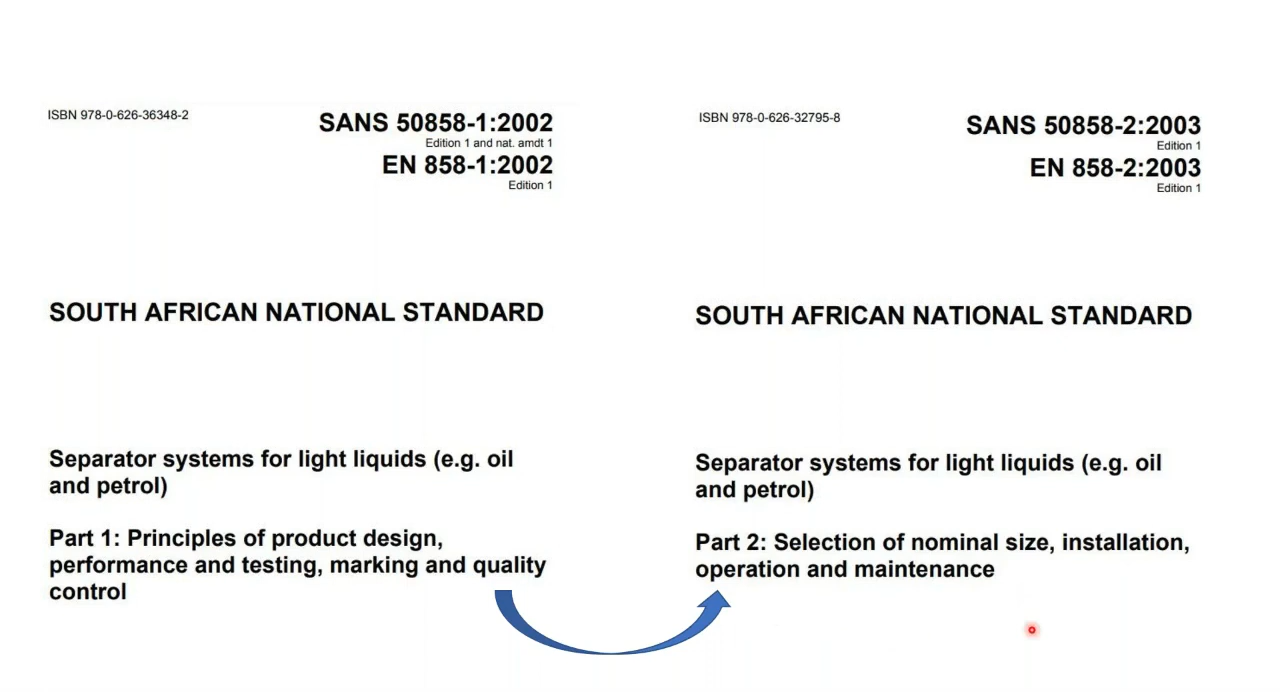 ISBN 978-0-626-36348-2
SANS 50858-1:2002
Edition 1 and nat. amdt 1
EN 858-1:2002
Edition 1
SOUTH AFRICAN NATIONAL STANDARD
Separator systems for light liquids (e.g. oil
and petrol)
Part 1: Principles of product design,
performance and testing, marking and quality
control
ISBN 978-0-626-32795-8
SANS 50858-2:2003
Edition 1
EN 858-2:2003
Edition 1
SOUTH AFRICAN NATIONAL STANDARD
Separator systems for light liquids (e.g. oil
and petrol)
Part 2: Selection of nominal size, installation,
operation and maintenance